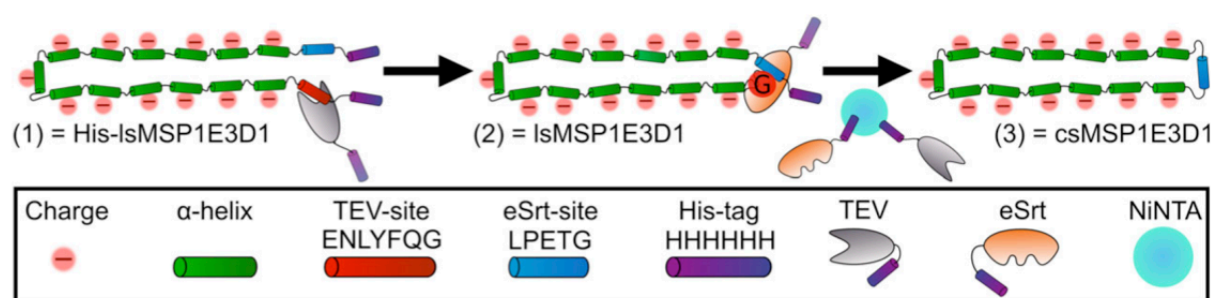 G
(1) = His-lsMSP1E3D1
(2) = lsMSP1E3D1
(3) = csMSP1E3D1
Charge
α-helix
TEV-site
ENLYFQG
eSrt-site
LPETG
His-tag
HHHHHH
TEV
eSrt
NiNTA